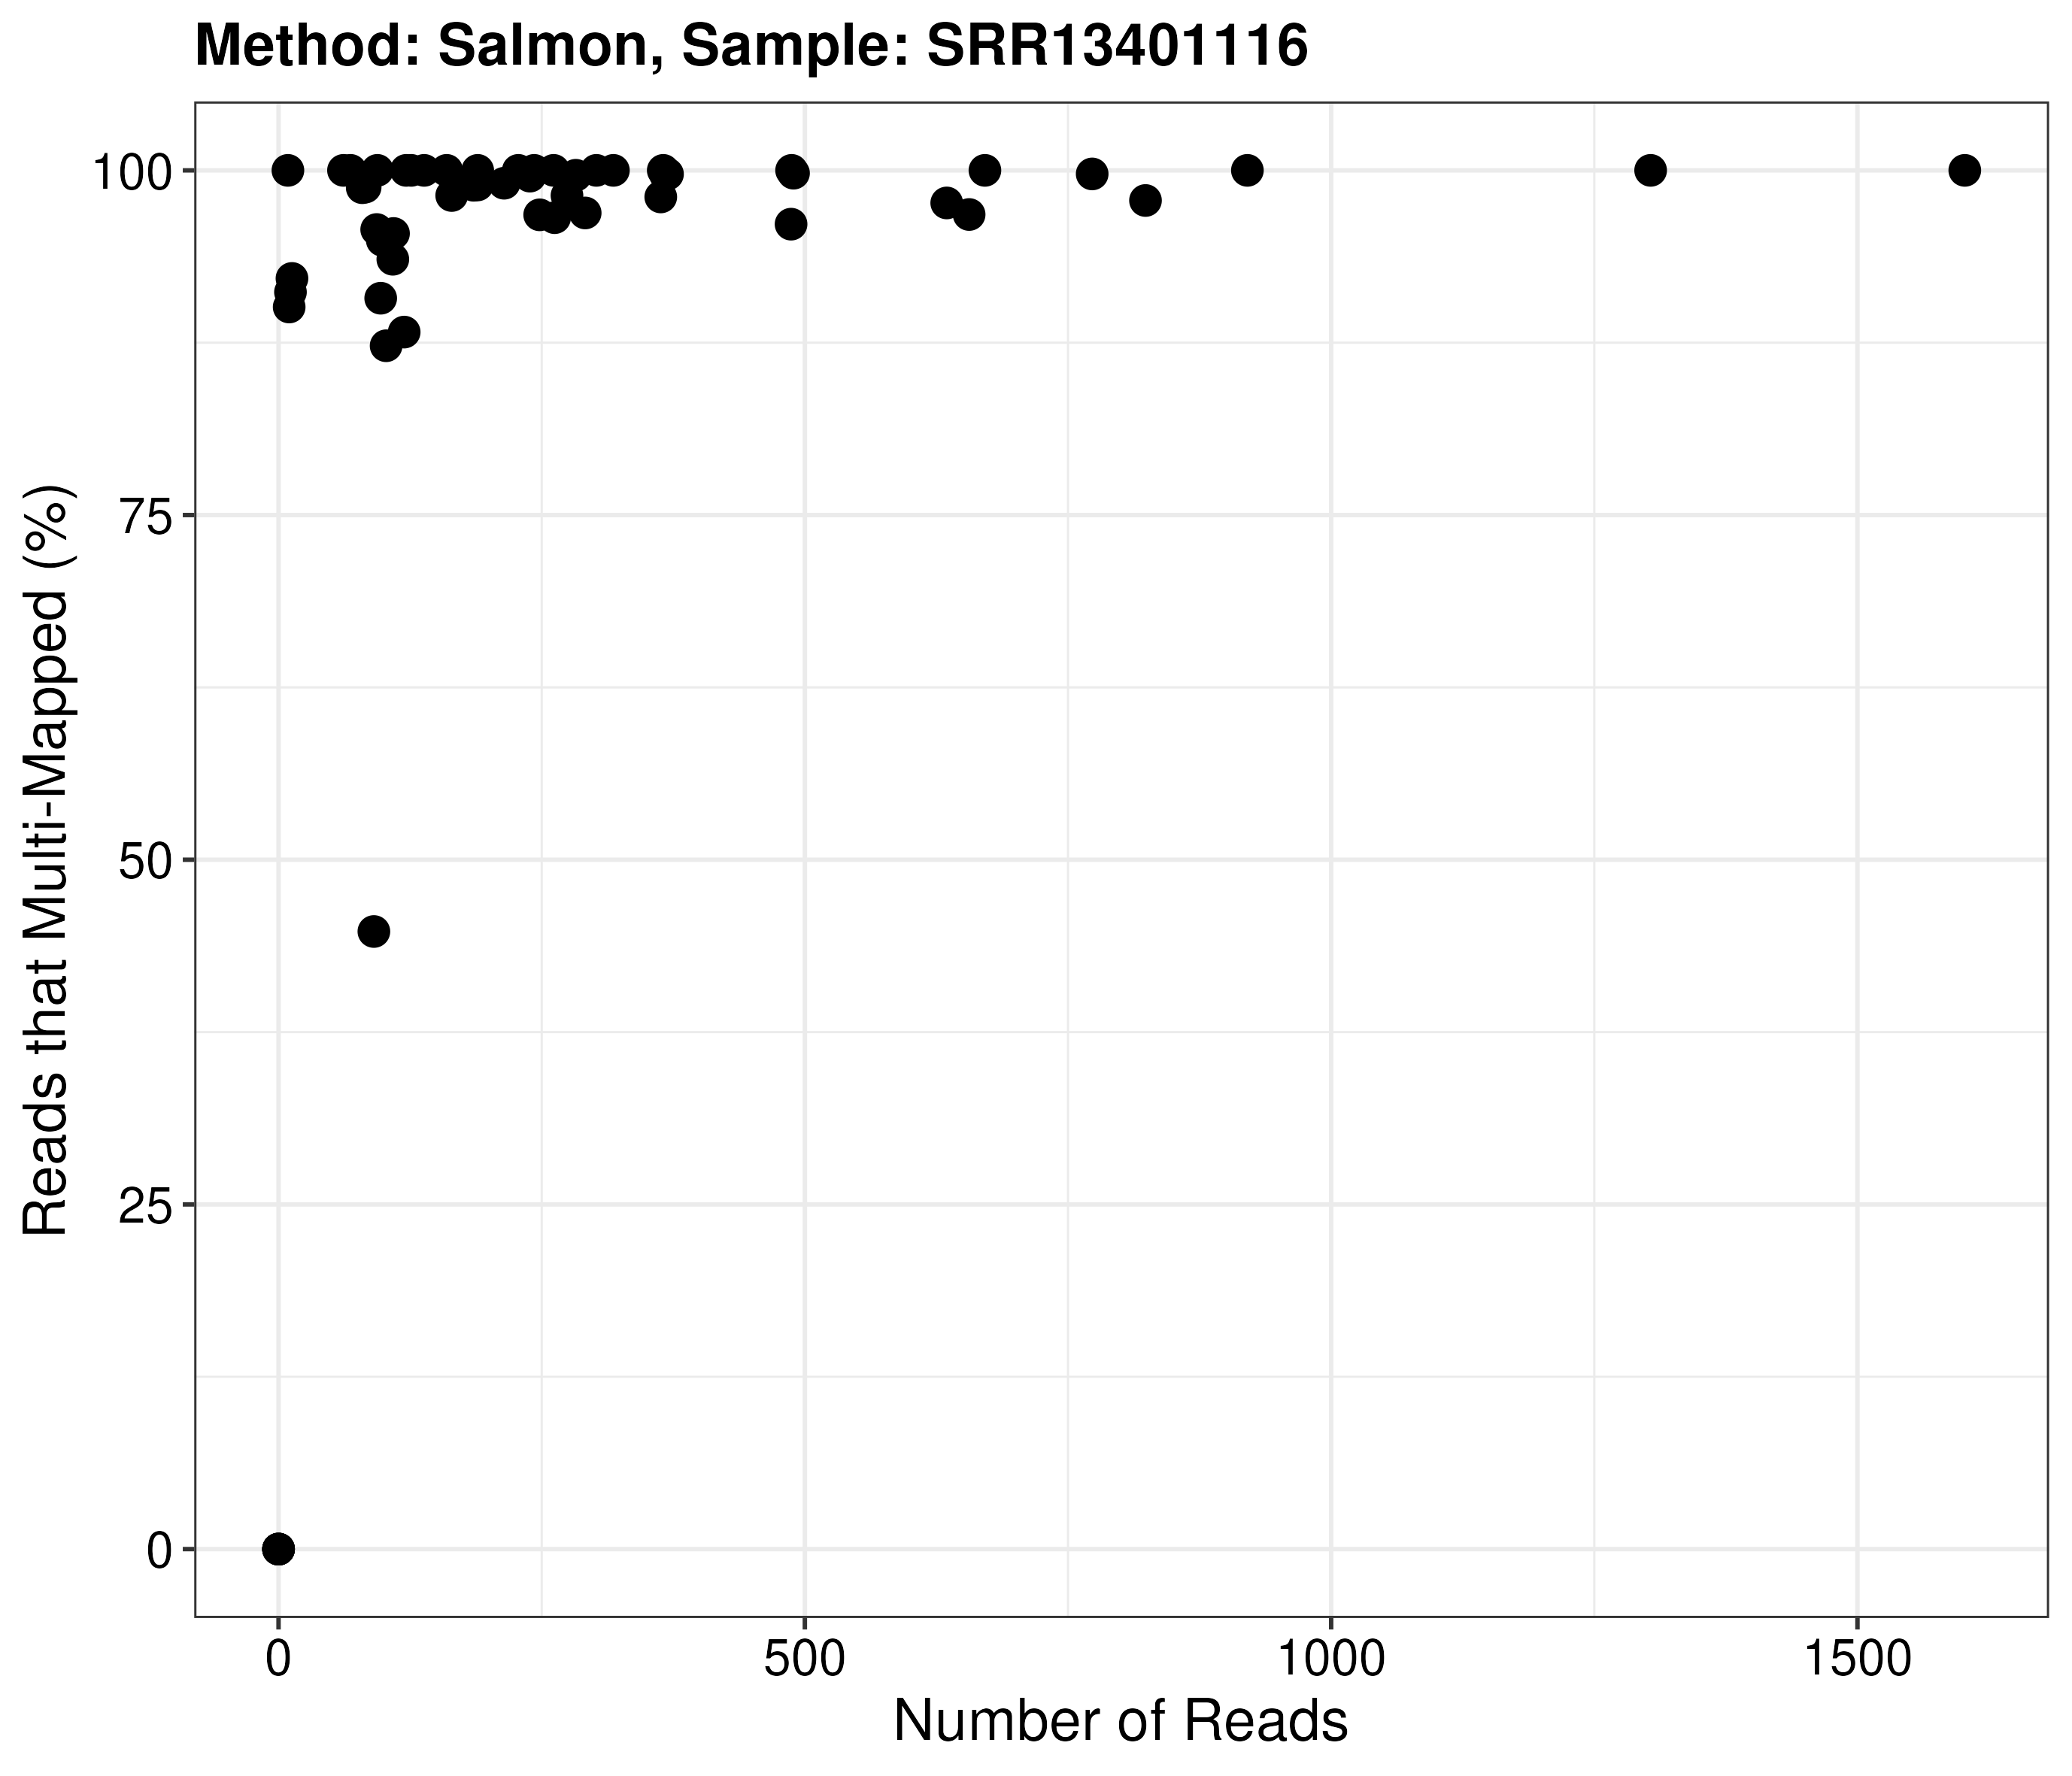 Method: Salmon, Sample: SRR13401116
Reads that Multi-Mapped (%)
100
75
50
25
0
0 500 1000 1500
Number of Reads